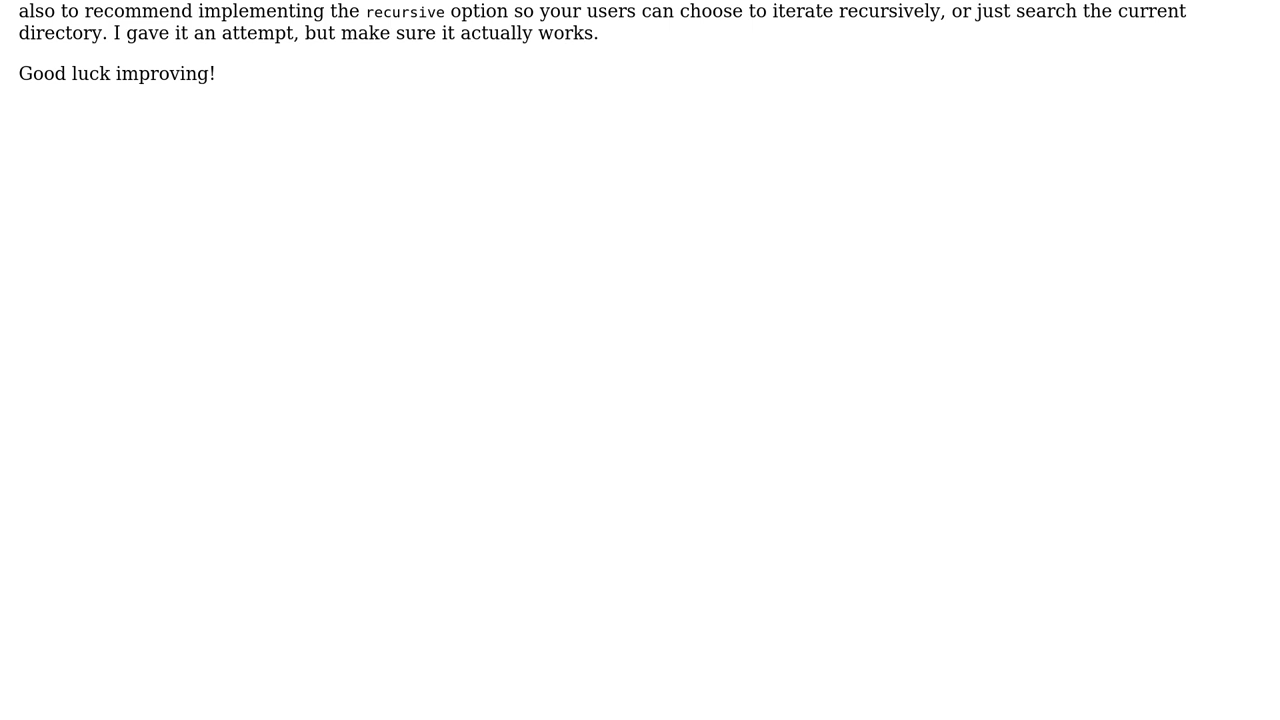 also to recommend implementing the recursive option so your users can choose to iterate recursively, or just search the current
directory. I gave it an attempt, but make sure it actually works.
Good luck improving!